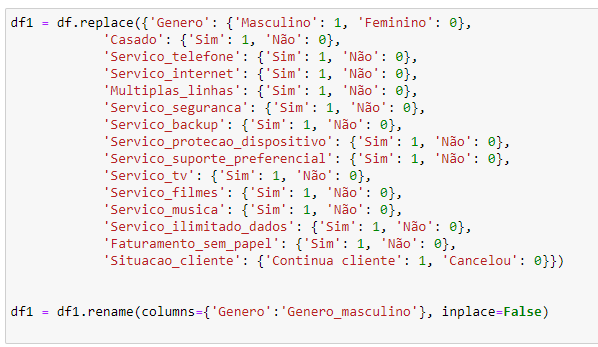 df1 = df.replace({'Genero': {'Masculino': 1, 'Feminino': 0},
'Casado': {'Sim': 1, 'Não': 0},
'Servico_telefone': {'Sim': 1, 'Não': 0},
'Servico_internet': {'Sim': 1, 'Não': 0},
'Multiplas_linhas': {'Sim': 1, 'Não': 0},
'Servico_seguranca': {'Sim': 1, 'Não': 0},
'Servico_backup': {'Sim': 1, 'Não': 0},
'Servico_protecao_dispositivo': {'Sim': 1, 'Não': 0},
'Servico_suporte_preferencial': {'Sim': 1, 'Não': 0},
'Servico_tv': {'Sim': 1, 'Não': 0},
'Servico_filmes': {'Sim': 1, 'Não': 0},
'Servico_musica': {'Sim': 1, 'Não': 0},
'Servico_ilimitado_dados': {'Sim': 1, 'Não': 0},
'Faturamento_sem_papel': {'Sim': 1, 'Não': 0},
'Situacao_cliente': {'Continua cliente': 1, 'Cancelou': 0}})
df1 = df1.rename(columns={'Genero':'Genero_masculino'}, inplace=False)